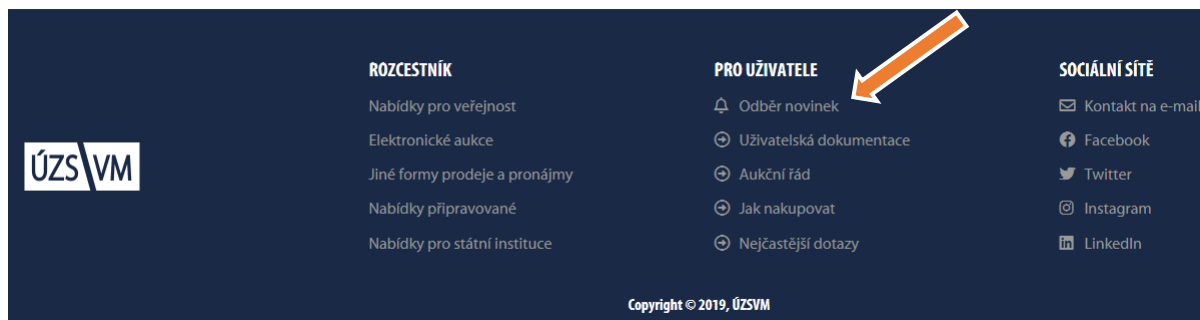 ÚZSVM
ROZCESTNÍK
Nabídky pro veřejnost
Elektronické aukce
Jiné formy prodeje a pronájmy
Nabídky připravované
Nabídky pro státní instituce
PRO UŽIVATELE
Odběr novinek
Uživatelská dokumentace
Aukční řád
Jak nakupovat
Nejčastější dotazy
SOCIÁLNÍ SÍTĚ
Kontakt na e-mail
Facebook
Twitter
Instagram
LinkedIn
Copyright © 2019, ÚZSVM